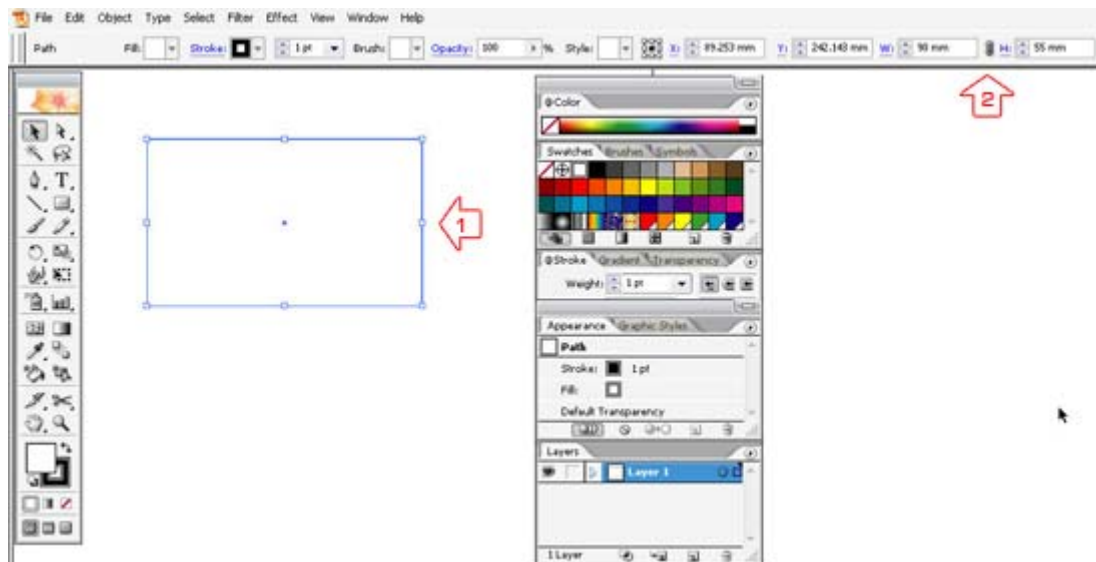 File Edit Object Type Select Filter Effect View Window Help
Path Fill: Stroke: 1 pt Brush: Opacity: 100 % Style: X: 89.253 mm Y: 242.143 mm W: 90 mm H: 55 mm
2
Color
Swatches Brushes Symbols
T
1
Stroke Gradient Transparency
Weight: 1 pt
Appearance Graphic Styles
Path
Stroke: 1 pt
Fill:
Default Transparency
Layers
Layer 1
1 Layer